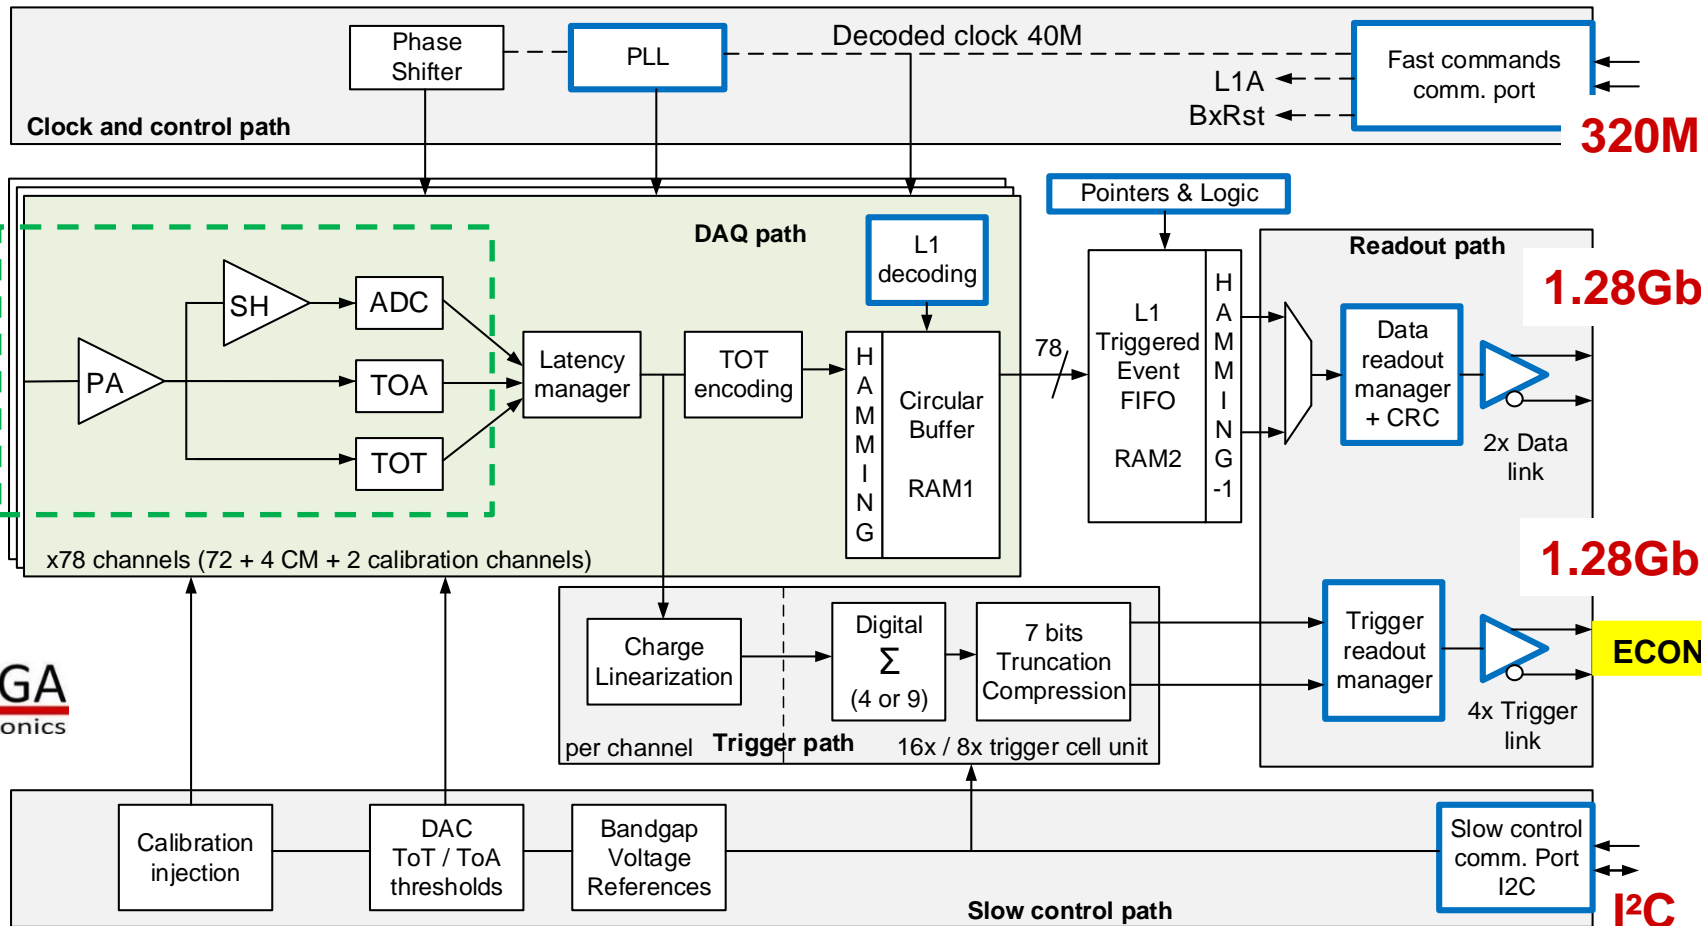 Phase
Shifter
PLL
Decoded clock 40M
L1A
BxRst
Fast commands
comm. port
Clock and control path
320M
Pointers & Logic
DAQ path
L1
decoding
Readout path
1.28Gb
SH
ADC
PA
TOA
TOT
Latency
manager
TOT
encoding
HAMMING
Circular
Buffer
RAM1
78
L1
Triggered
Event
FIFO
RAM2
HAMMING-1
Data
readout
manager
+ CRC
2x Data
link
x78 channels (72 + 4 CM + 2 calibration channels)
1.28Gb
Charge
Linearization
Digital
Σ
(4 or 9)
7 bits
Truncation
Compression
Trigger
readout
manager
ECON
4x Trigger
link
per channel
Trigger path
16x / 8x trigger cell unit
GA
onics
Calibration
injection
DAC
ToT / ToA
thresholds
Bandgap
Voltage
References
Slow control
comm. Port
I2C
Slow control path
I²C